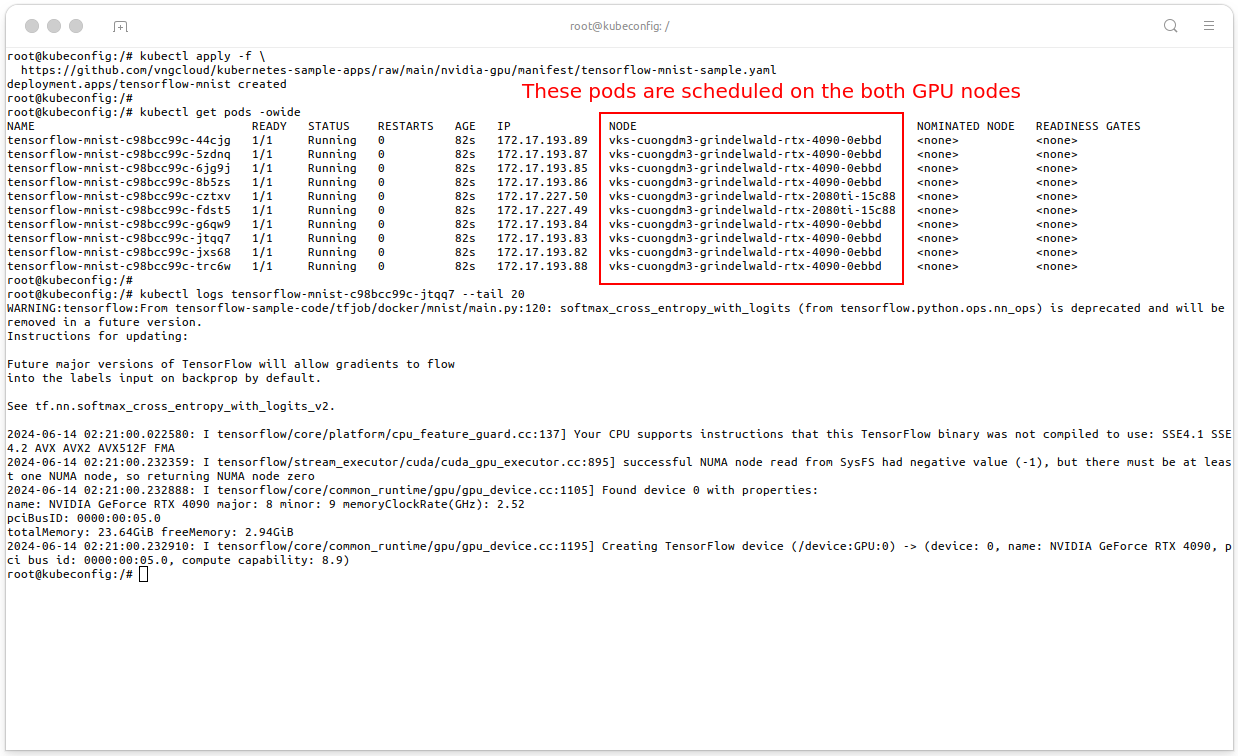 root@kubeconfig: /
root@kubeconfig:/# kubectl apply -f \
  https://github.com/vngcloud/kubernetes-sample-apps/raw/main/nvidia-gpu/manifest/tensorflow-mnist-sample.yaml
deployment.apps/tensorflow-mnist created
These pods are scheduled on the both GPU nodes
root@kubeconfig:/#
root@kubeconfig:/# kubectl get pods -owide
NAME                               READY   STATUS    RESTARTS   AGE   IP              NODE                                      NOMINATED NODE   READINESS GATES
tensorflow-mnist-c98bcc99c-44cjg   1/1     Running   0          82s   172.17.193.89   vks-cuongdm3-grindelwald-rtx-4090-0ebbd     <none>           <none>
tensorflow-mnist-c98bcc99c-5zdnq   1/1     Running   0          82s   172.17.193.87   vks-cuongdm3-grindelwald-rtx-4090-0ebbd     <none>           <none>
tensorflow-mnist-c98bcc99c-6jg9j   1/1     Running   0          82s   172.17.193.85   vks-cuongdm3-grindelwald-rtx-4090-0ebbd     <none>           <none>
tensorflow-mnist-c98bcc99c-8b5zs   1/1     Running   0          82s   172.17.193.86   vks-cuongdm3-grindelwald-rtx-4090-0ebbd     <none>           <none>
tensorflow-mnist-c98bcc99c-cztxv   1/1     Running   0          82s   172.17.227.50   vks-cuongdm3-grindelwald-rtx-2080ti-15c88   <none>           <none>
tensorflow-mnist-c98bcc99c-fdst5   1/1     Running   0          82s   172.17.227.49   vks-cuongdm3-grindelwald-rtx-2080ti-15c88   <none>           <none>
tensorflow-mnist-c98bcc99c-g6qw9   1/1     Running   0          82s   172.17.193.84   vks-cuongdm3-grindelwald-rtx-4090-0ebbd     <none>           <none>
tensorflow-mnist-c98bcc99c-jtqq7   1/1     Running   0          82s   172.17.193.83   vks-cuongdm3-grindelwald-rtx-4090-0ebbd     <none>           <none>
tensorflow-mnist-c98bcc99c-jxs68   1/1     Running   0          82s   172.17.193.82   vks-cuongdm3-grindelwald-rtx-4090-0ebbd     <none>           <none>
tensorflow-mnist-c98bcc99c-trc6w   1/1     Running   0          82s   172.17.193.88   vks-cuongdm3-grindelwald-rtx-4090-0ebbd     <none>           <none>
root@kubeconfig:/#
root@kubeconfig:/# kubectl logs tensorflow-mnist-c98bcc99c-jtqq7 --tail 20
WARNING:tensorflow:From tensorflow-sample-code/tfjob/docker/mnist/main.py:120: softmax_cross_entropy_with_logits (from tensorflow.python.ops.nn_ops) is deprecated and will be
removed in a future version.
Instructions for updating:
Future major versions of TensorFlow will allow gradients to flow
into the labels input on backprop by default.
See tf.nn.softmax_cross_entropy_with_logits_v2.
2024-06-14 02:21:00.022580: I tensorflow/core/platform/cpu_feature_guard.cc:137] Your CPU supports instructions that this TensorFlow binary was not compiled to use: SSE4.1 SSE
4.2 AVX AVX2 AVX512F FMA
2024-06-14 02:21:00.232359: I tensorflow/stream_executor/cuda/cuda_gpu_executor.cc:895] successful NUMA node read from SysFS had negative value (-1), but there must be at leas
t one NUMA node, so returning NUMA node zero
2024-06-14 02:21:00.232888: I tensorflow/core/common_runtime/gpu/gpu_device.cc:1105] Found device 0 with properties:
name: NVIDIA GeForce RTX 4090 major: 8 minor: 9 memoryClockRate(GHz): 2.52
pciBusID: 0000:00:05.0
totalMemory: 23.64GiB freeMemory: 2.94GiB
2024-06-14 02:21:00.232910: I tensorflow/core/common_runtime/gpu/gpu_device.cc:1195] Creating TensorFlow device (/device:GPU:0) -> (device: 0, name: NVIDIA GeForce RTX 4090, p
ci bus id: 0000:00:05.0, compute capability: 8.9)
root@kubeconfig:/#